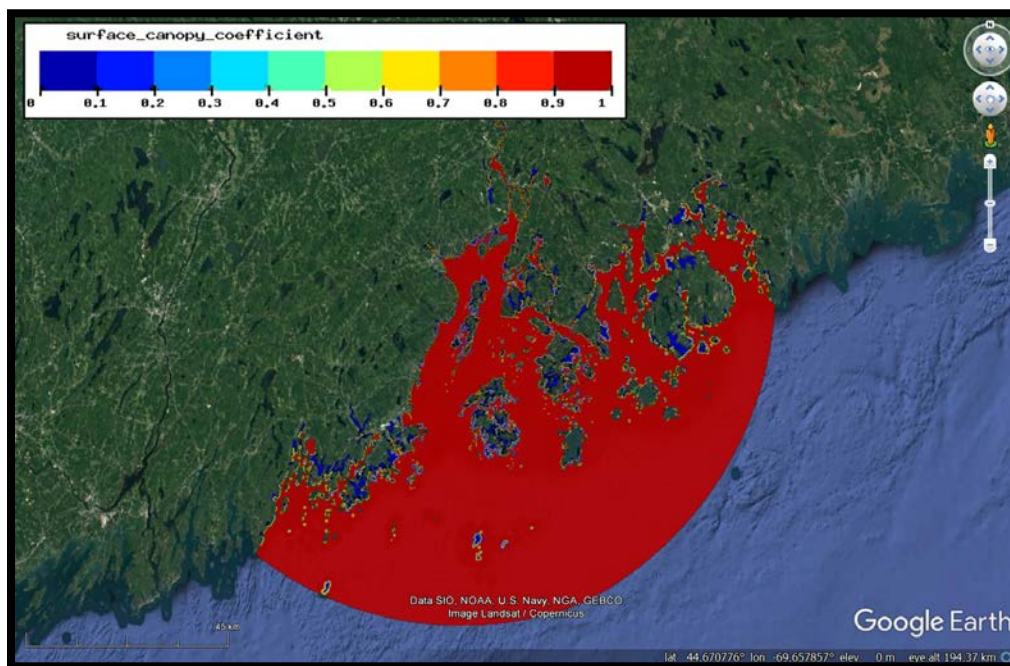 surface_canopy_coefficient
0 0.1 0.2 0.3 0.4 0.5 0.6 0.7 0.8 0.9 1
N
Data SIO, NOAA, U.S. Navy, NGA, GEBCO
Image Landsat / Copernicus
Google Earth
45 km
lat 44.670776° lon -69.657857° elev 0 m eye alt 194.37 km